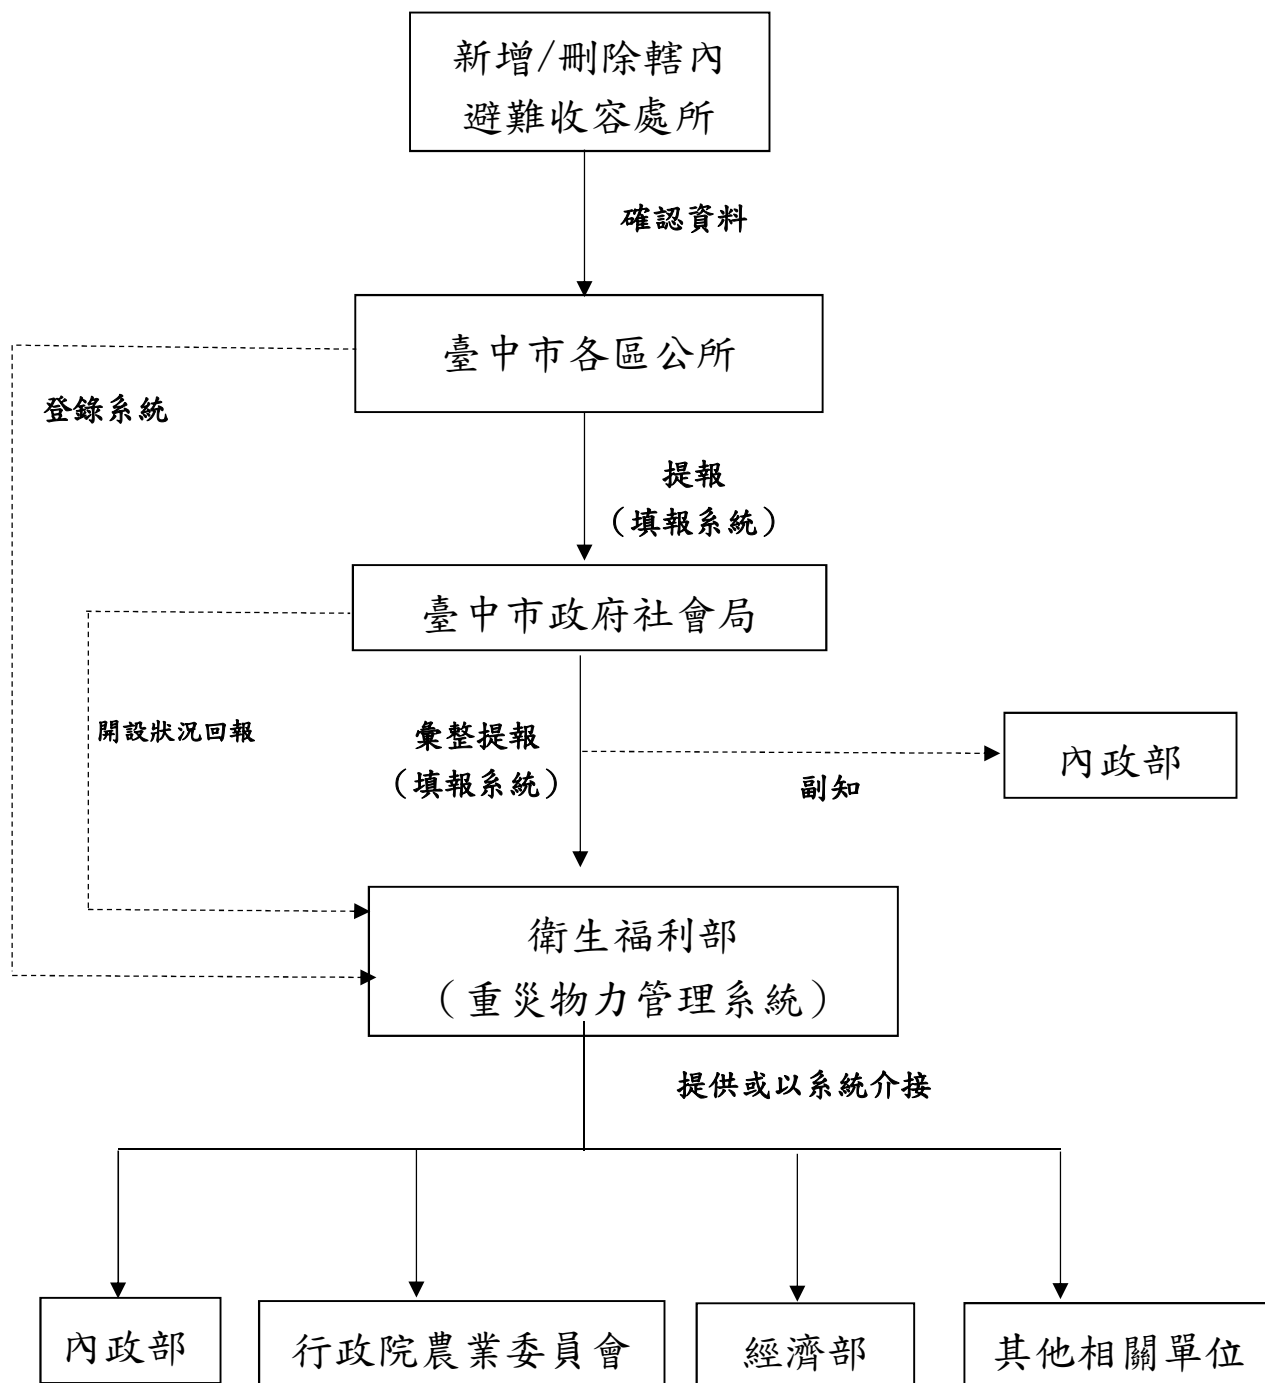 新增/刪除轄內
避難收容處所
確認資料
臺中市各區公所
登錄系統
提報
（填報系統）
臺中市政府社會局
開設狀況回報
彙整提報
（填報系統）
副知
內政部
衛生福利部
（重災物力管理系統）
提供或以系統介接
內政部
行政院農業委員會
經濟部
其他相關單位